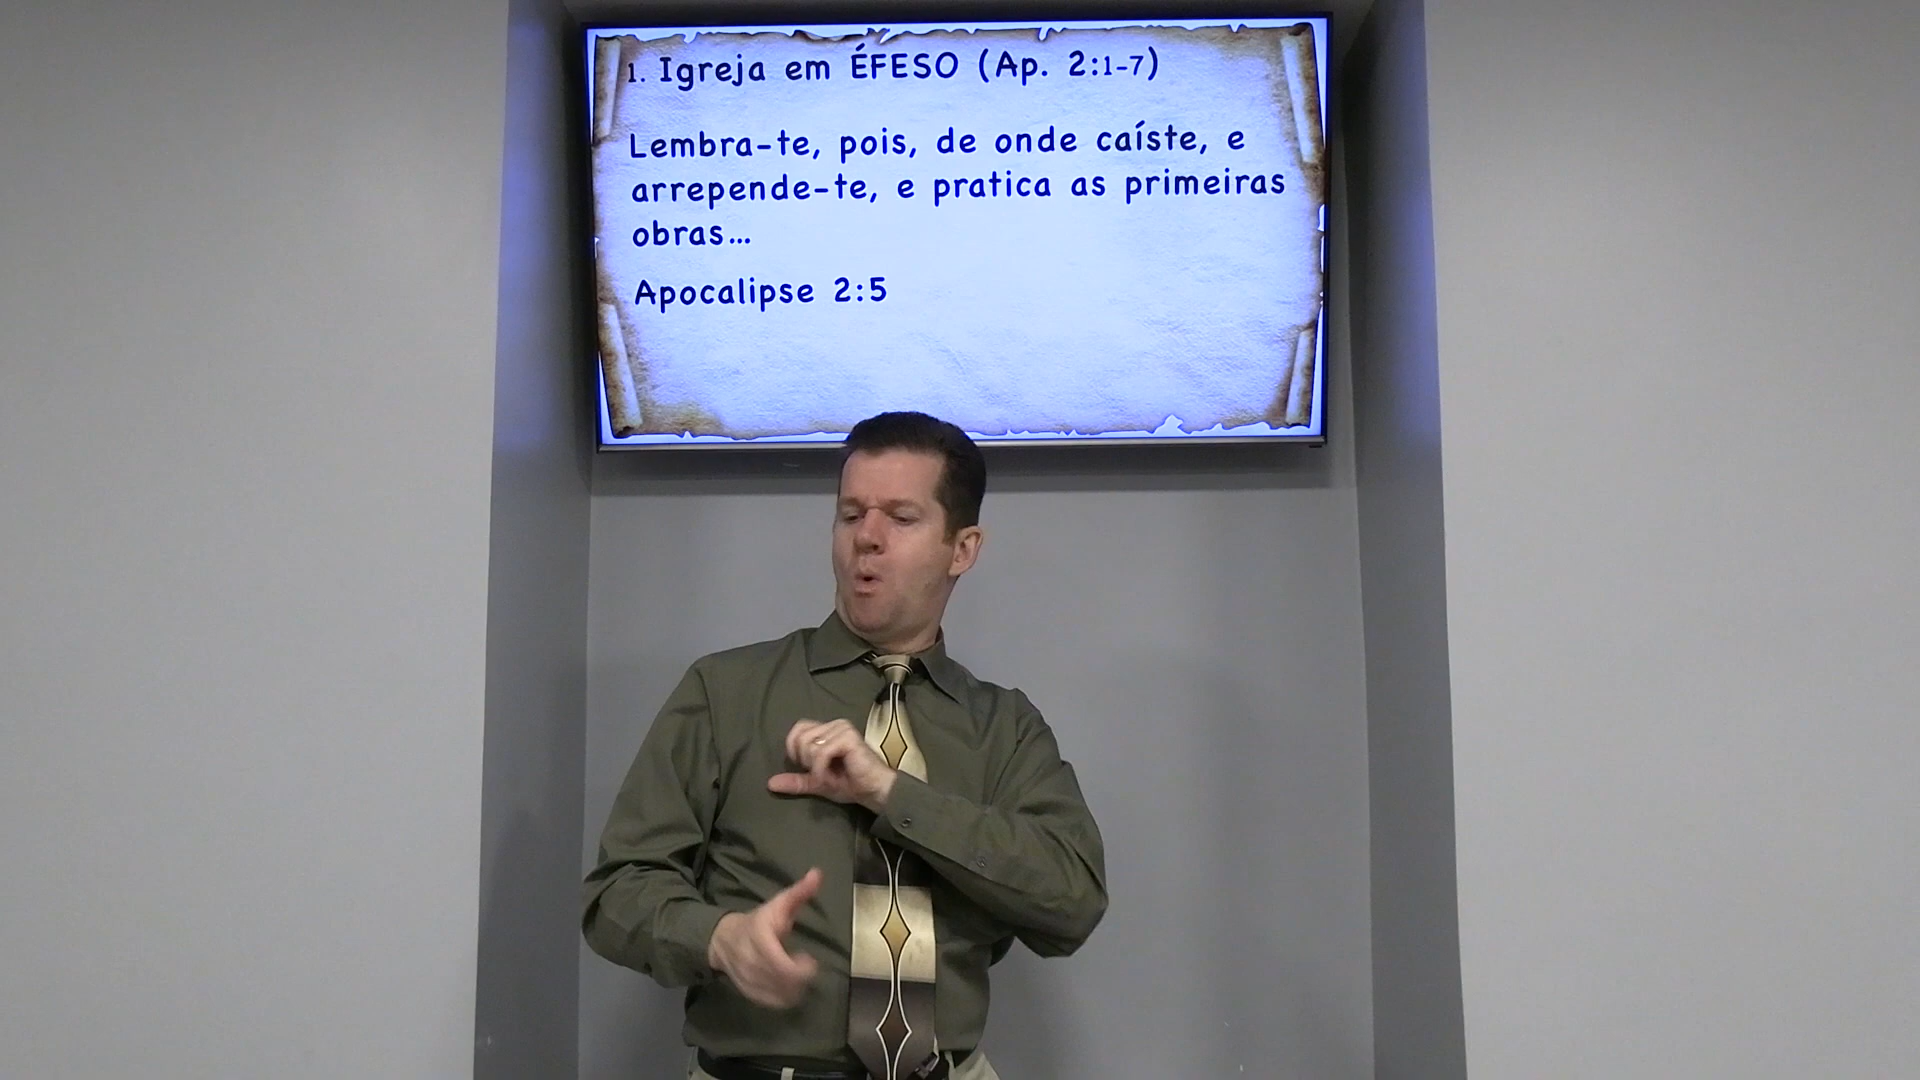 1. Igreja em ÉFESO (Ap. 2:1-7)
Lembra-te, pois, de onde caíste, e
arrepende-te, e pratica as primeiras
obras...
Apocalipse 2:5